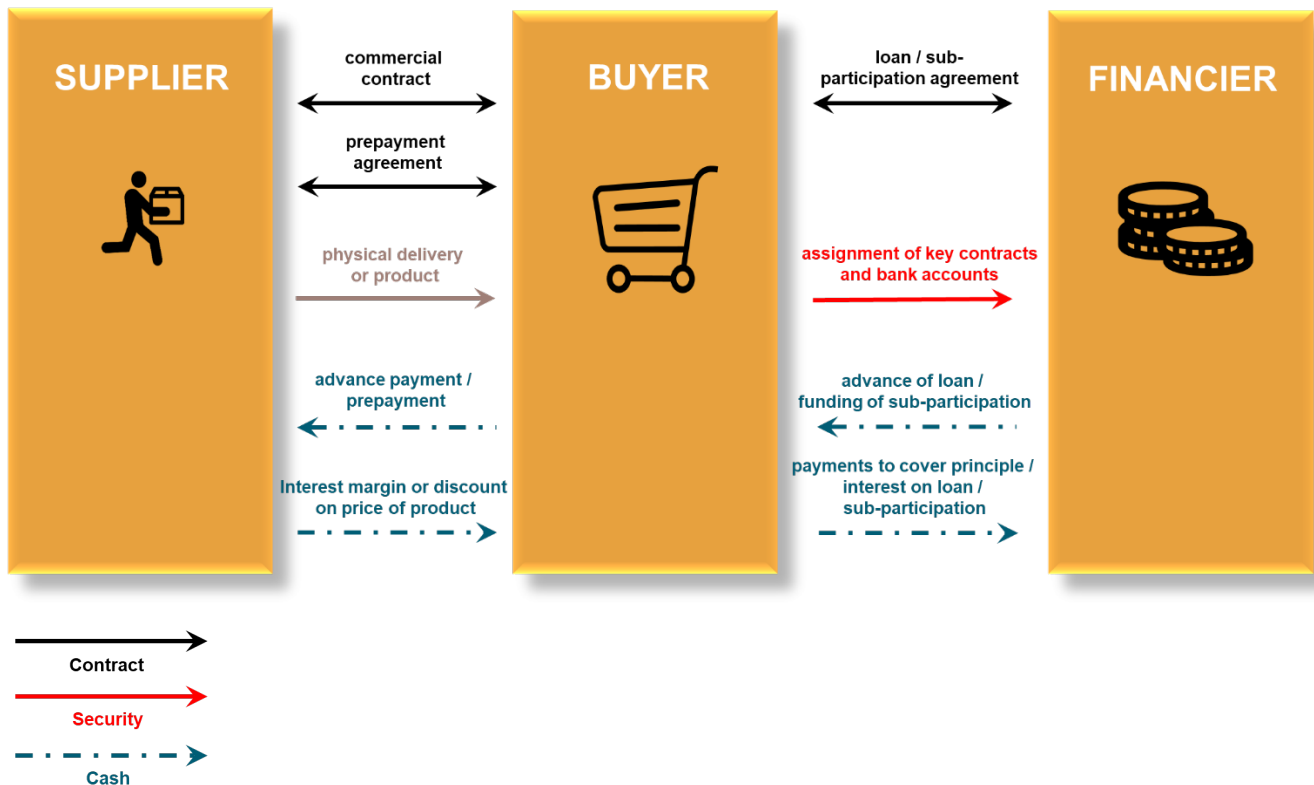 SUPPLIER
commercial
contract
BUYER
loan / sub-
participation agreement
FINANCIER
prepayment
agreement
physical delivery
or product
assignment of key contracts
and bank accounts
advance payment /
prepayment
advance of loan /
funding of sub-participation
Interest margin or discount
on price of product
payments to cover principle /
interest on loan /
sub-participation
Contract
Security
Cash